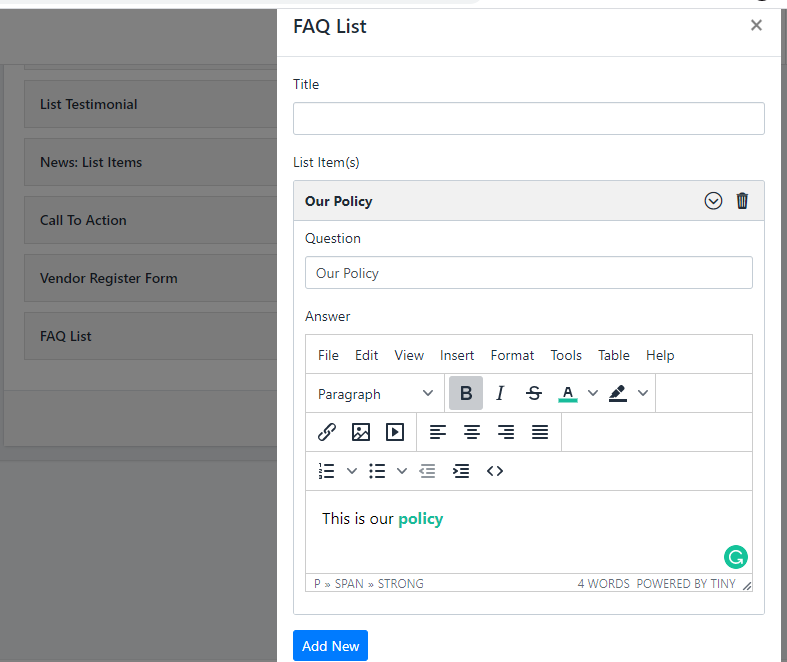 FAQ List
List Testimonial
News: List Items
Call To Action
Vendor Register Form
FAQ List
Title
List Item(s)
Our Policy
Question
Our Policy
Answer
File Edit View Insert Format Tools Table Help
Paragraph B I S A
This is our policy
P » SPAN » STRONG 4 WORDS POWERED BY TINY
Add New